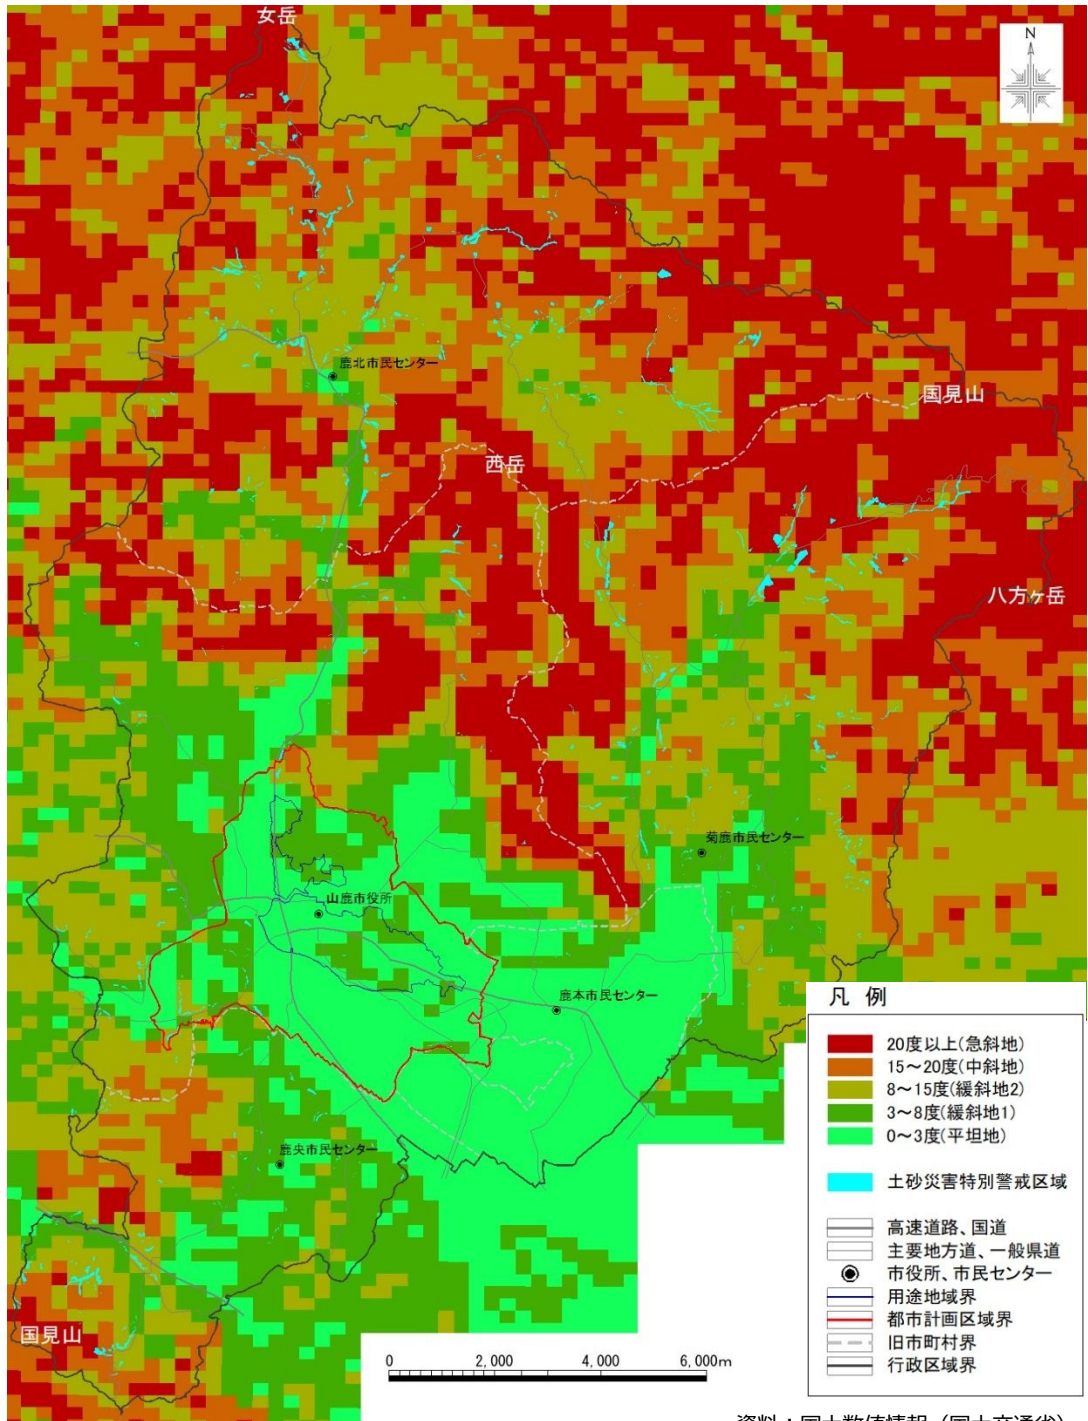 女岳
N
鹿北市民センター
国見山
西岳
八方ヶ岳
菊鹿市民センター
山鹿市役所
鹿本市民センター
鹿央市民センター
国見山
凡 例
20度以上(急斜地)
15～20度(中斜地)
8～15度(緩斜地2)
3～8度(緩斜地1)
0～3度(平坦地)
土砂災害特別警戒区域
高速道路、国道
主要地方道、一般県道
市役所、市民センター
用途地域界
都市計画区域界
旧市町村界
行政区域界
0 2,000 4,000 6,000m
資料：国土数値情報（国土交通省）